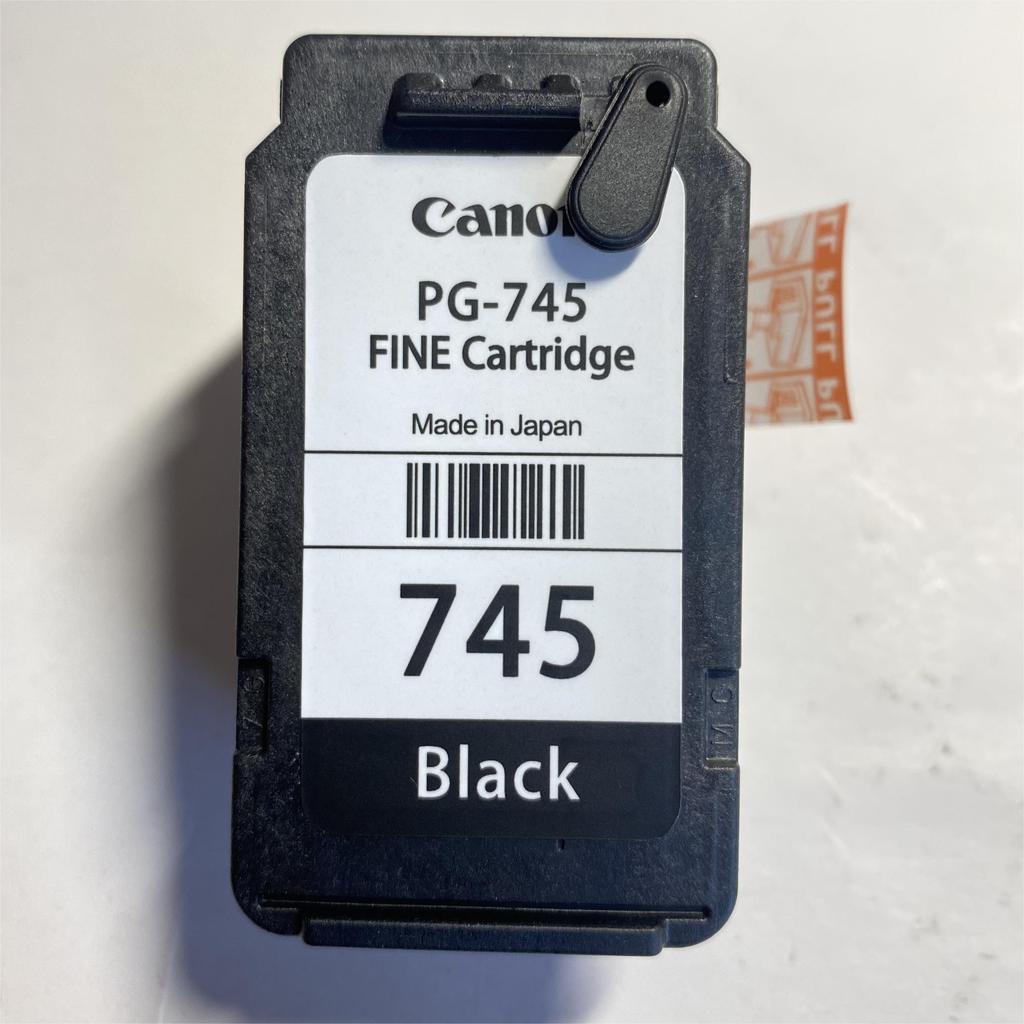 Canon
PG-745
FINE Cartridge
Made in Japan
745
Black